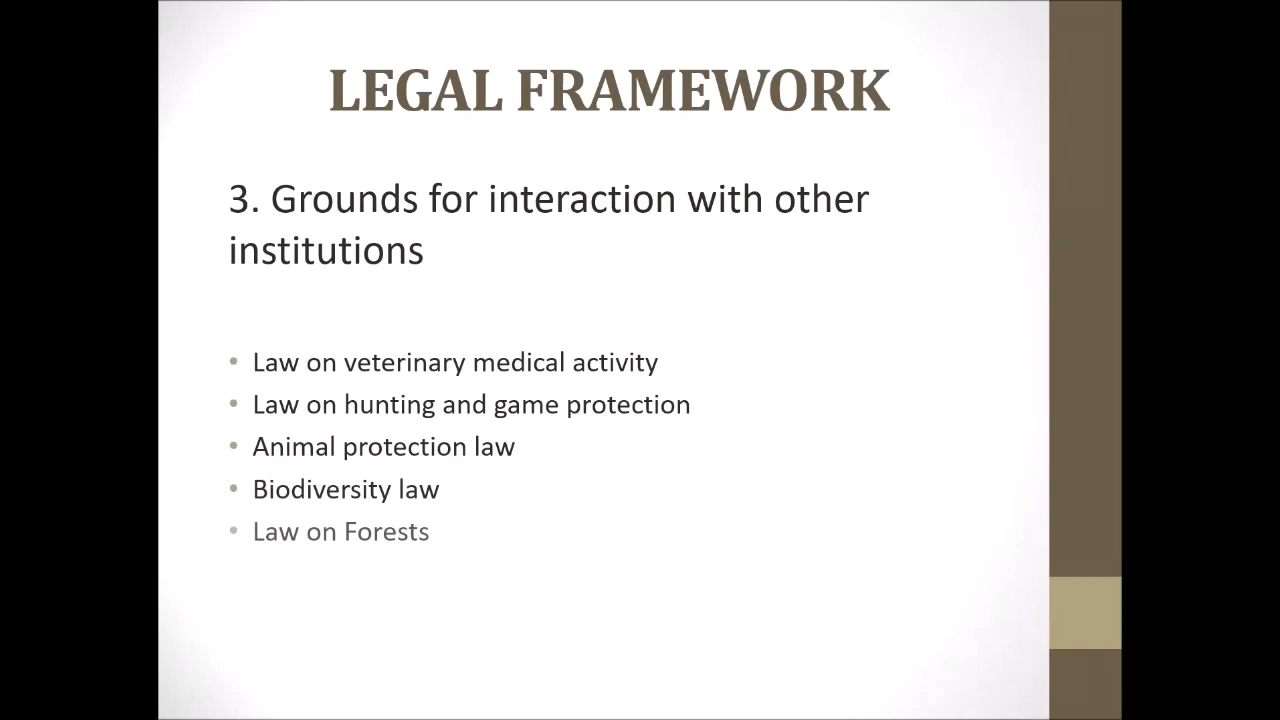 LEGAL FRAMEWORK
3. Grounds for interaction with other
institutions
• Law on veterinary medical activity
• Law on hunting and game protection
• Animal protection law
• Biodiversity law
• Law on Forests